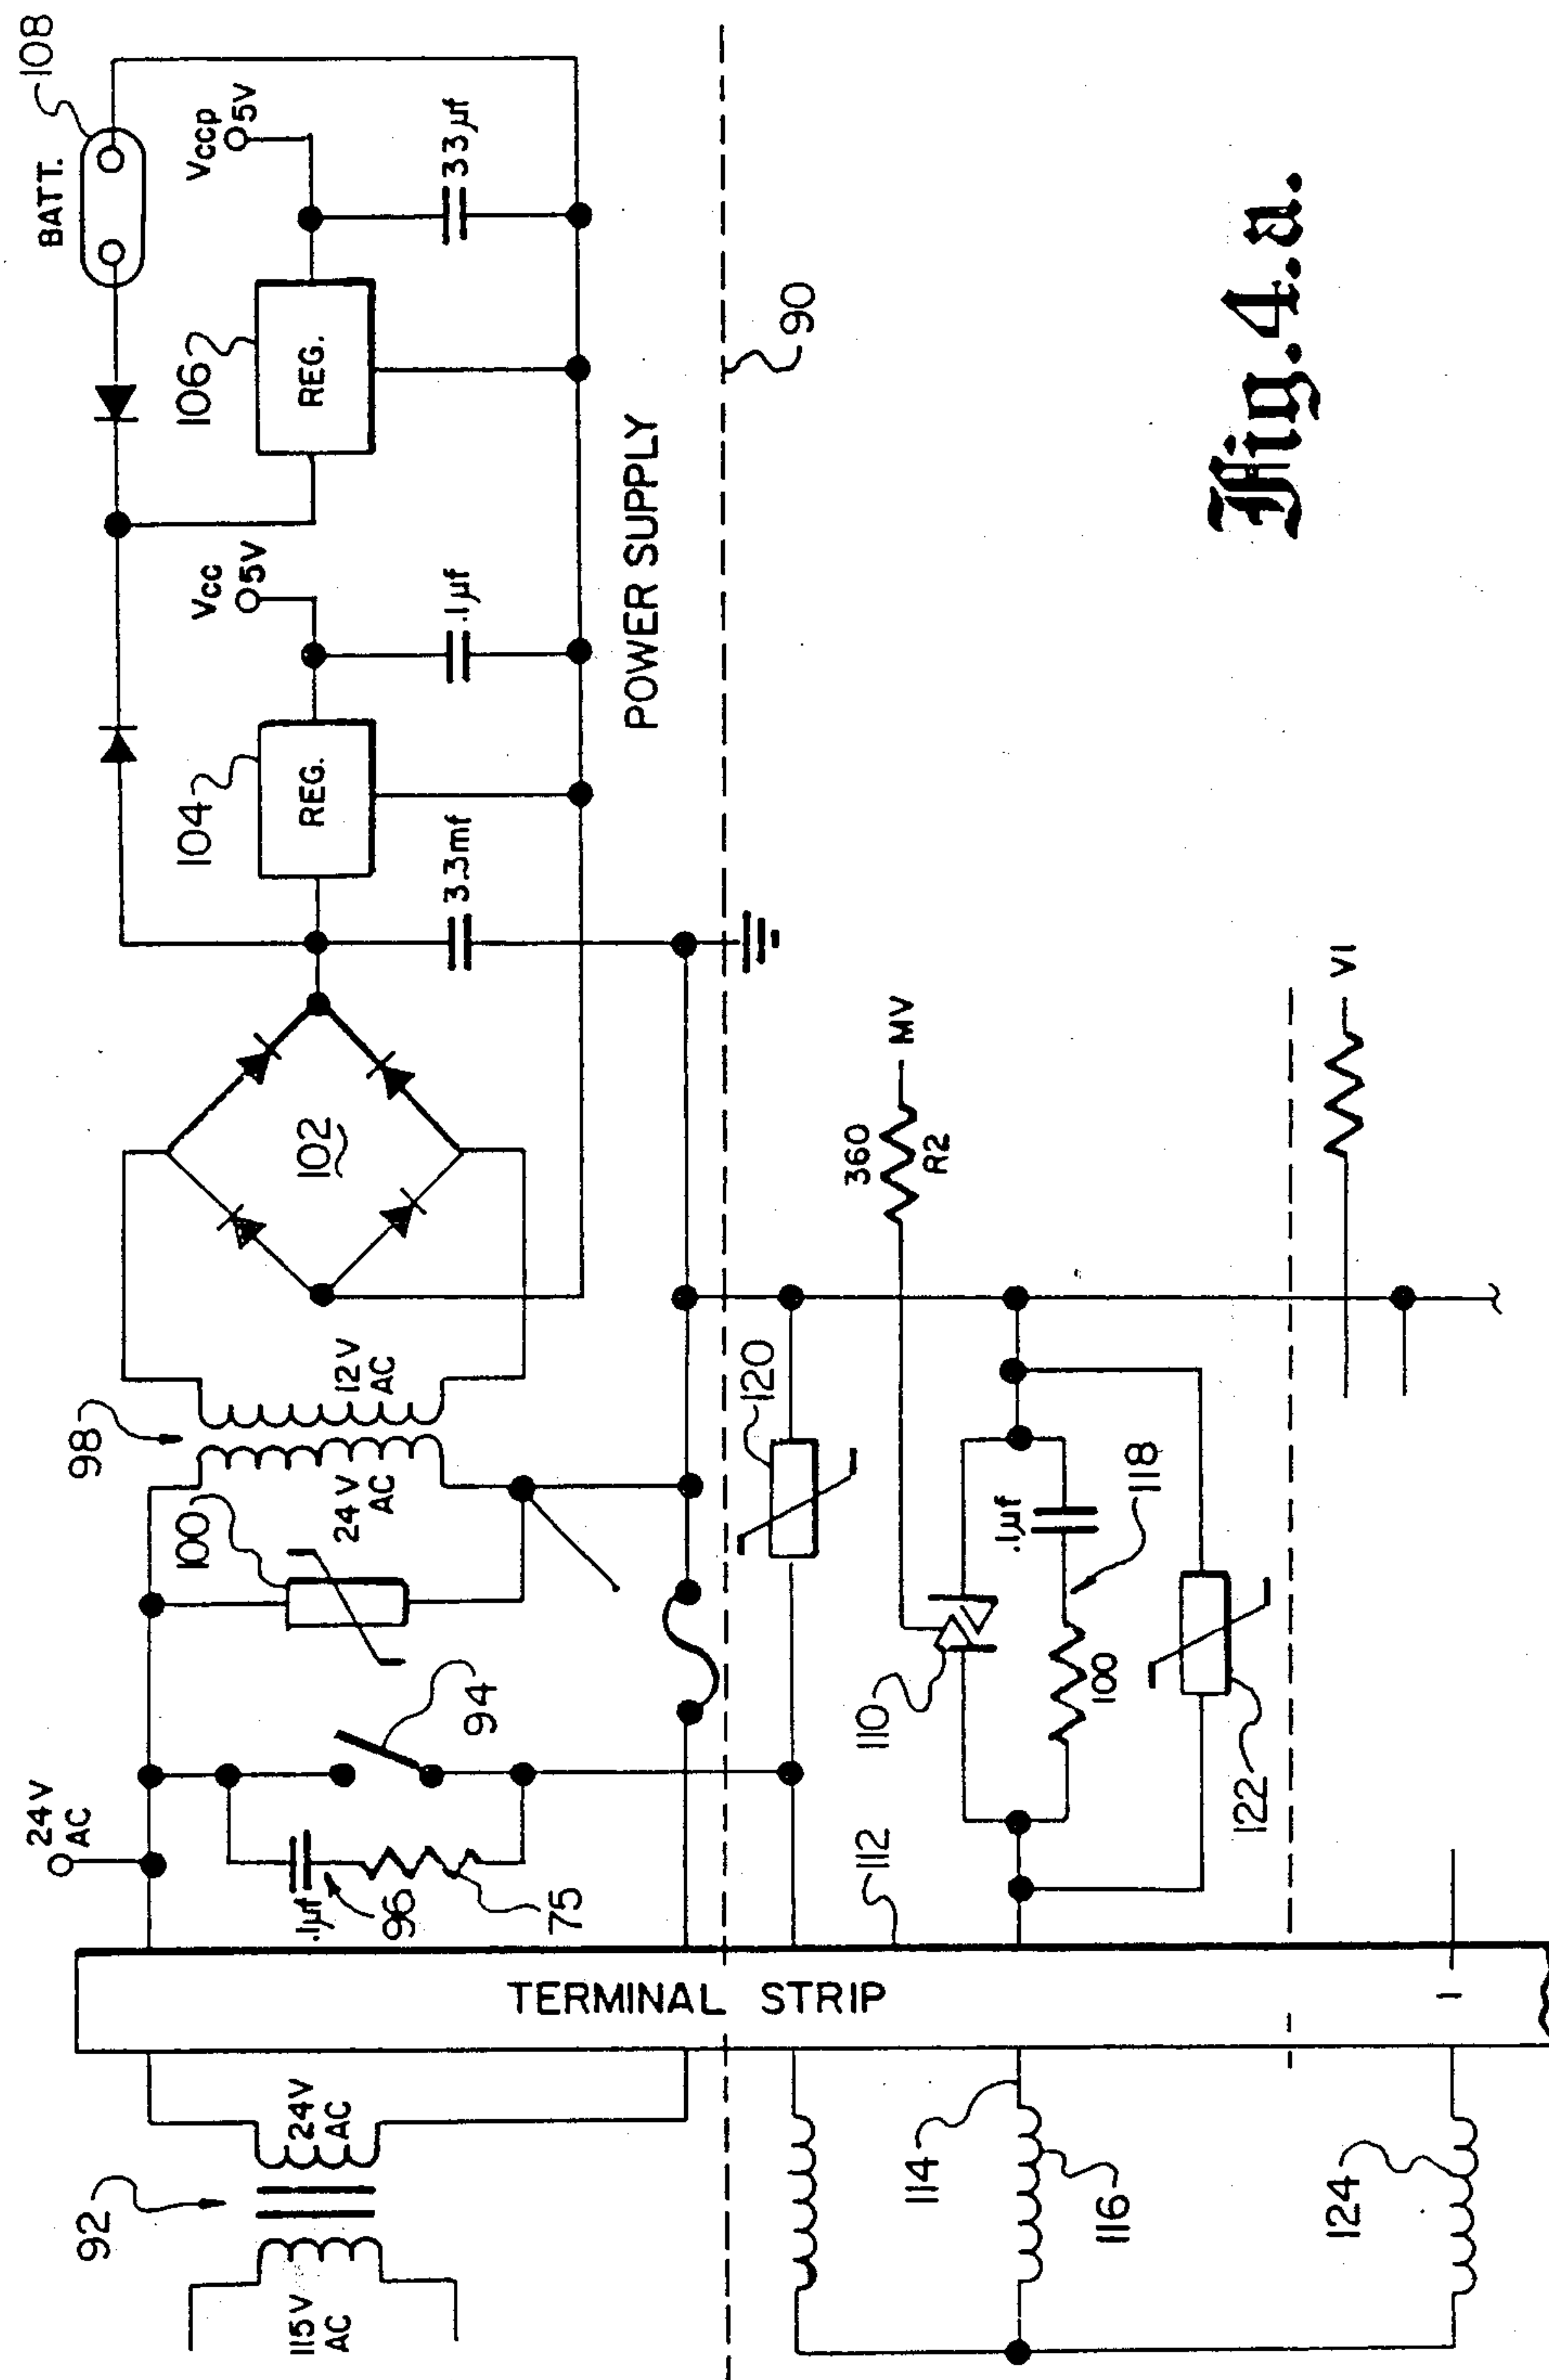 108
BATT.
Vccp
5V
33µf
106
REG.
Vcc
5V
.1µf
104
REG.
3.3mf
POWER SUPPLY
90
102
12V
AC
98
24V
AC
100
94
24V
AC
.1µf
96
75
TERMINAL STRIP
24V
AC
92
115V
AC
120
360
R2
MV
.1µf
118
100
110
122
112
114
116
V1
1
124
Fig. 4.a.